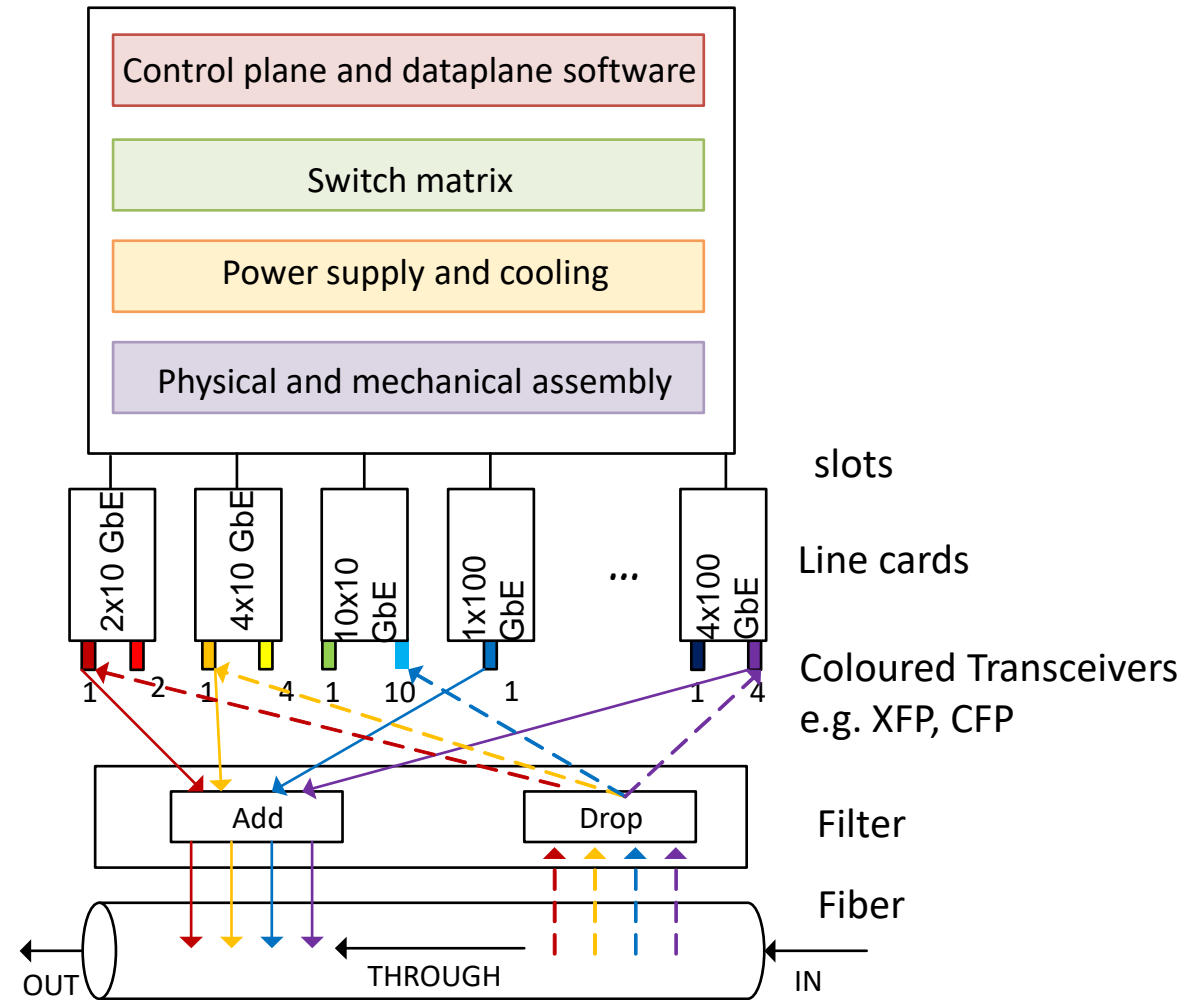 Control plane and dataplane software
Switch matrix
Power supply and cooling
Physical and mechanical assembly
slots
2x10 GbE
4x10 GbE
10x10
GbE
1x100
GbE
...
4x100
GbE
Line cards
1
2
1
4
1
10
1
1
4
Coloured Transceivers
e.g. XFP, CFP
Add
Drop
Filter
Fiber
OUT
THROUGH
IN